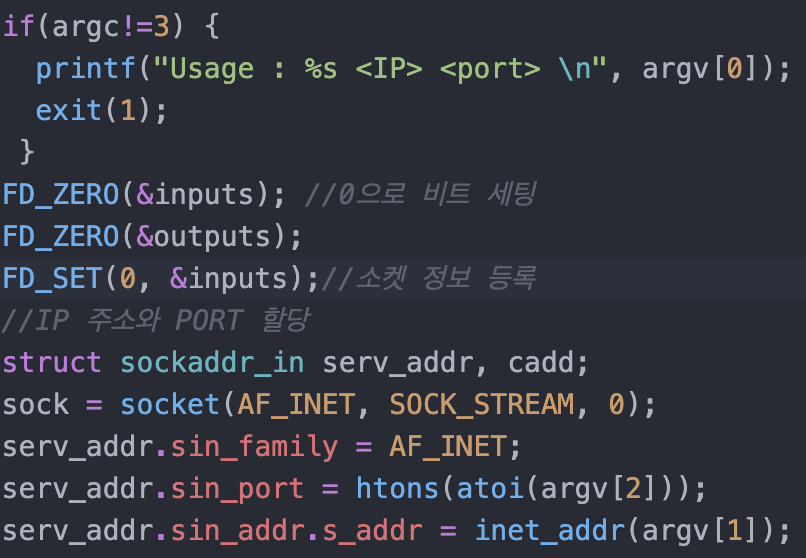 if(argc!=3) {
  printf("Usage : %s <IP> <port> \n", argv[0]);
  exit(1);
 }
FD_ZERO(&inputs); //0으로 비트 세팅
FD_ZERO(&outputs);
FD_SET(0, &inputs);//소켓 정보 등록
//IP 주소와 PORT 할당
struct sockaddr_in serv_addr, cadd;
sock = socket(AF_INET, SOCK_STREAM, 0);
serv_addr.sin_family = AF_INET;
serv_addr.sin_port = htons(atoi(argv[2]));
serv_addr.sin_addr.s_addr = inet_addr(argv[1]);